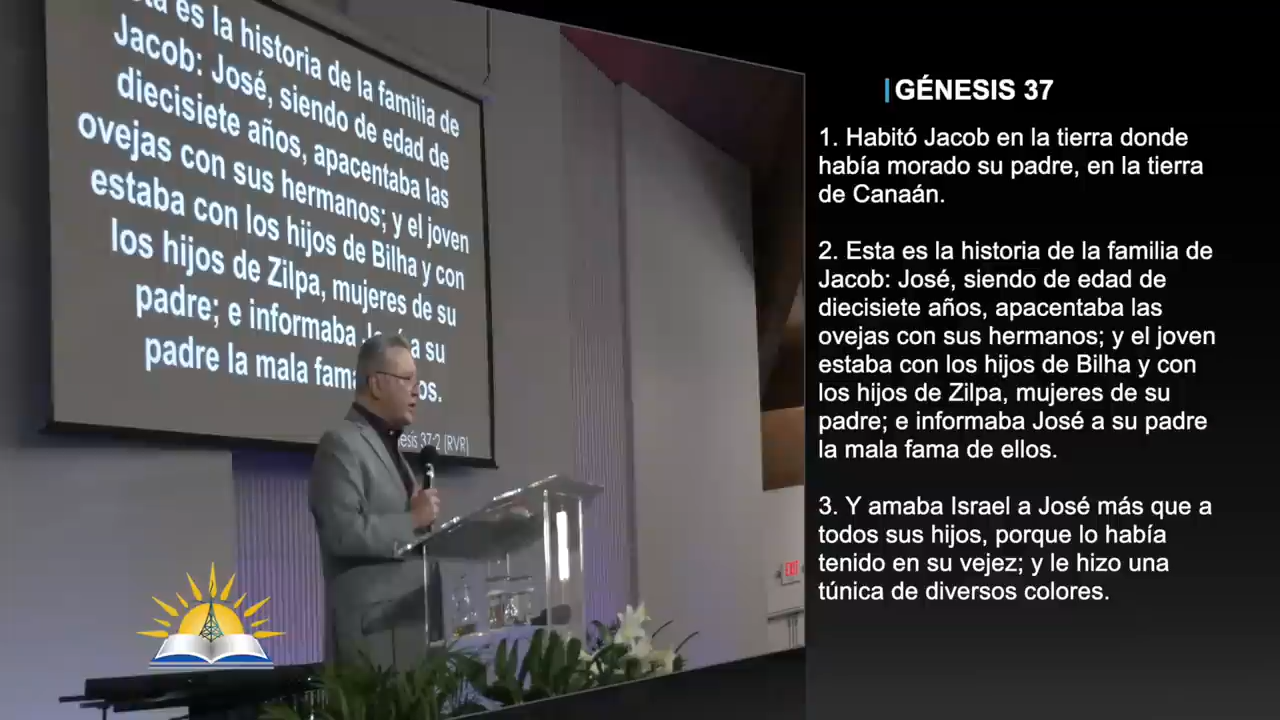 esta es la historia de la familia de
Jacob: José, siendo de edad de
diecisiete años, apacentaba las
ovejas con sus hermanos; y el joven
estaba con los hijos de Bilha y con
los hijos de Zilpa, mujeres de su
padre; e informaba a su
padre la mala fama
37:2 (RVR)
EXIT
GÉNESIS 37
1. Habitó Jacob en la tierra donde
había morado su padre, en la tierra
de Canaán.
2. Esta es la historia de la familia de
Jacob: José, siendo de edad de
diecisiete años, apacentaba las
ovejas con sus hermanos; y el joven
estaba con los hijos de Bilha y con
los hijos de Zilpa, mujeres de su
padre; e informaba José a su padre
la mala fama de ellos.
3. Y amaba Israel a José más que a
todos sus hijos, porque lo había
tenido en su vejez; y le hizo una
túnica de diversos colores.